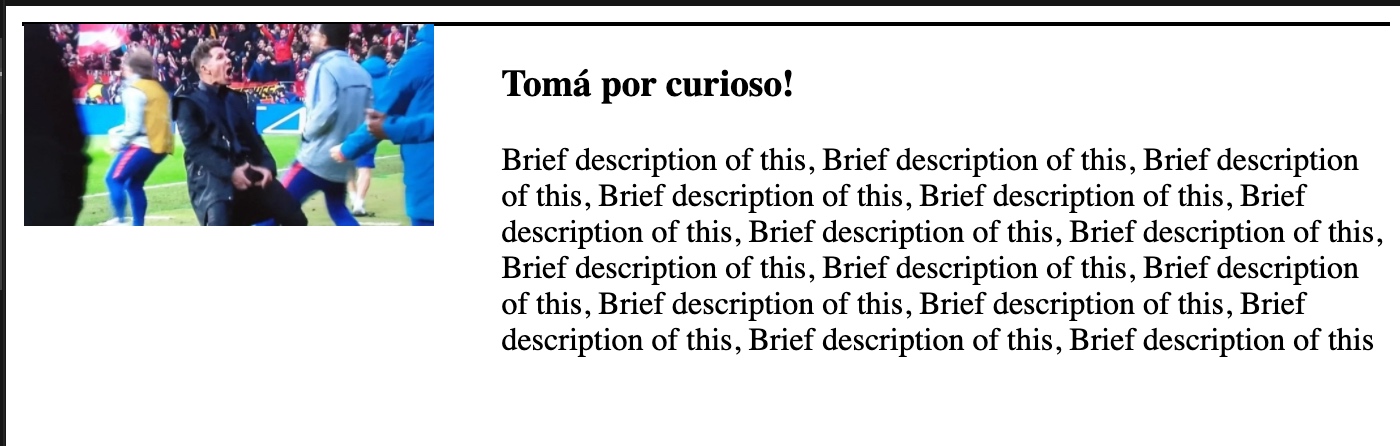 Tomá por curioso!
Brief description of this, Brief description of this, Brief description
of this, Brief description of this, Brief description of this, Brief
description of this, Brief description of this, Brief description of this,
Brief description of this, Brief description of this, Brief description
of this, Brief description of this, Brief description of this, Brief
description of this, Brief description of this, Brief description of this